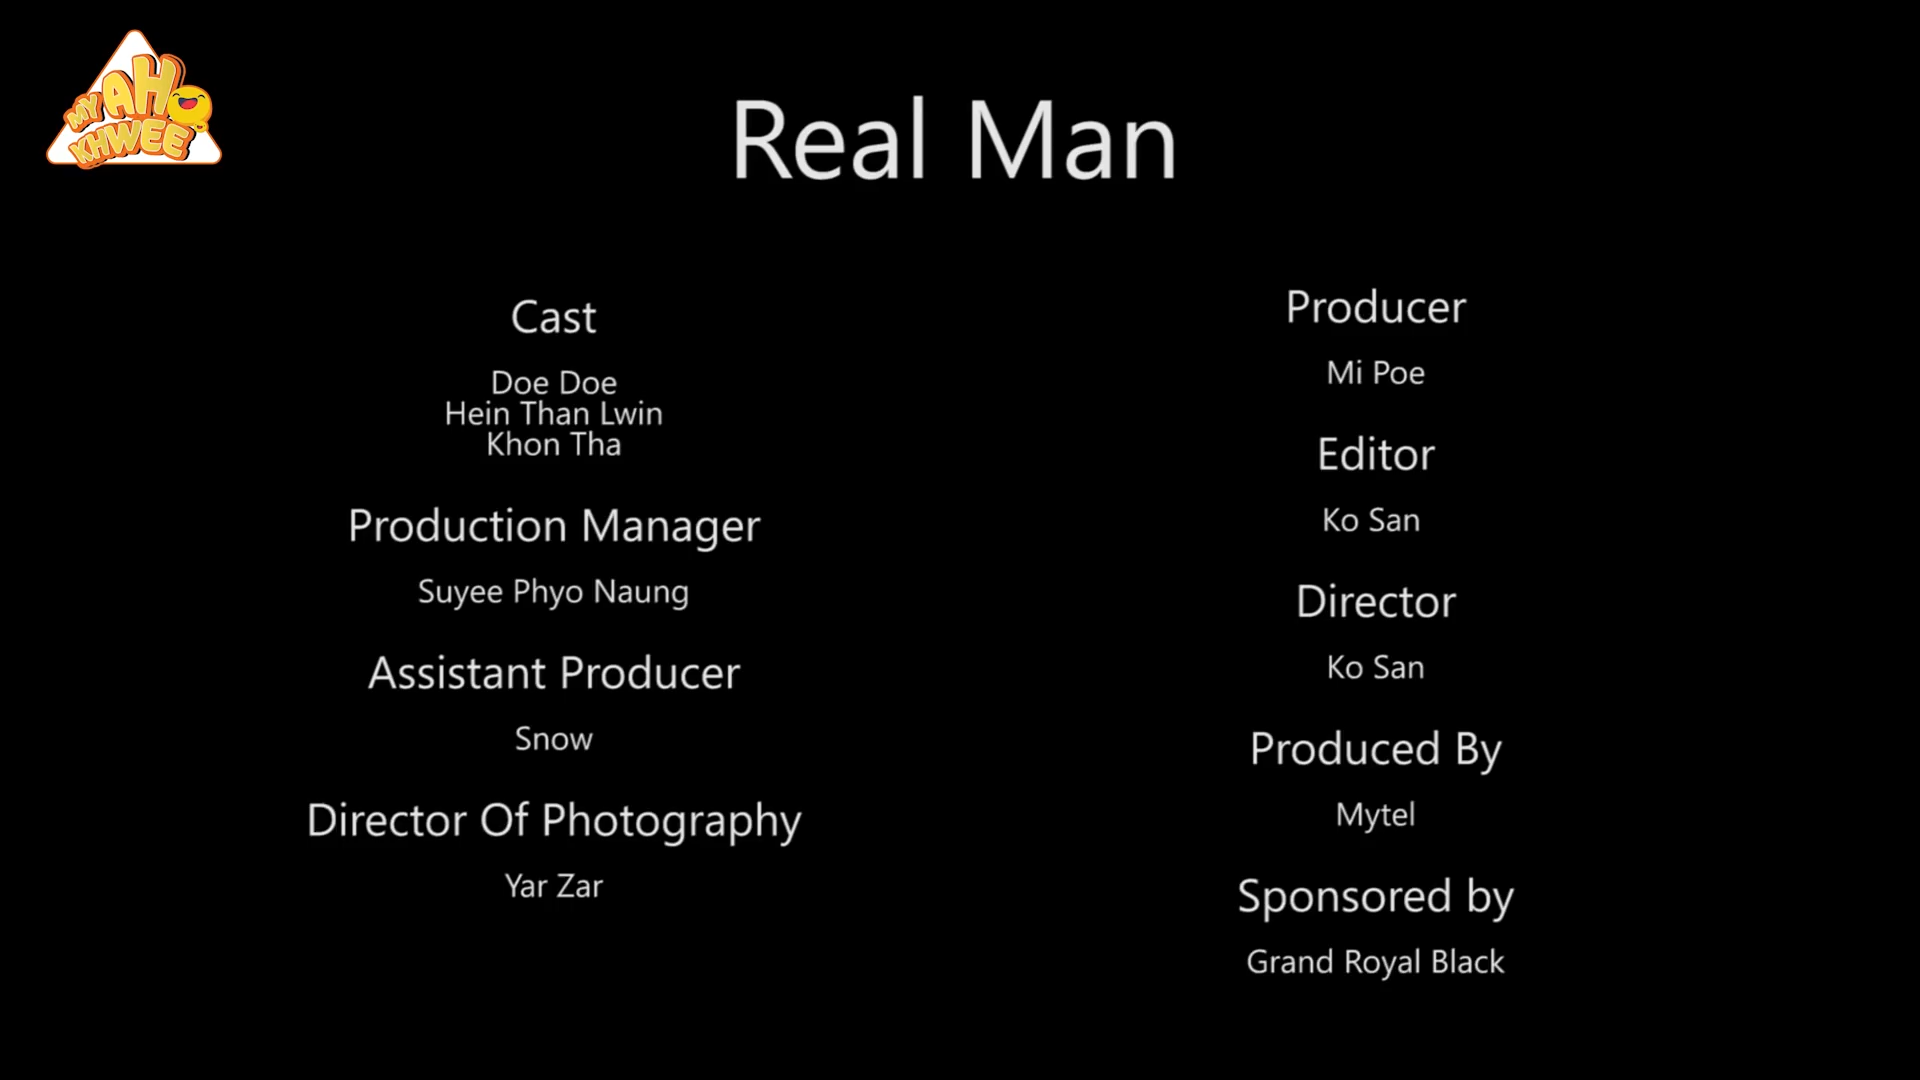 MY AH
KHWEE
Real Man
Cast
Doe Doe
Hein Than Lwin
Khon Tha
Production Manager
Suyee Phyo Naung
Assistant Producer
Snow
Director Of Photography
Yar Zar
Producer
Mi Poe
Editor
Ko San
Director
Ko San
Produced By
Mytel
Sponsored by
Grand Royal Black